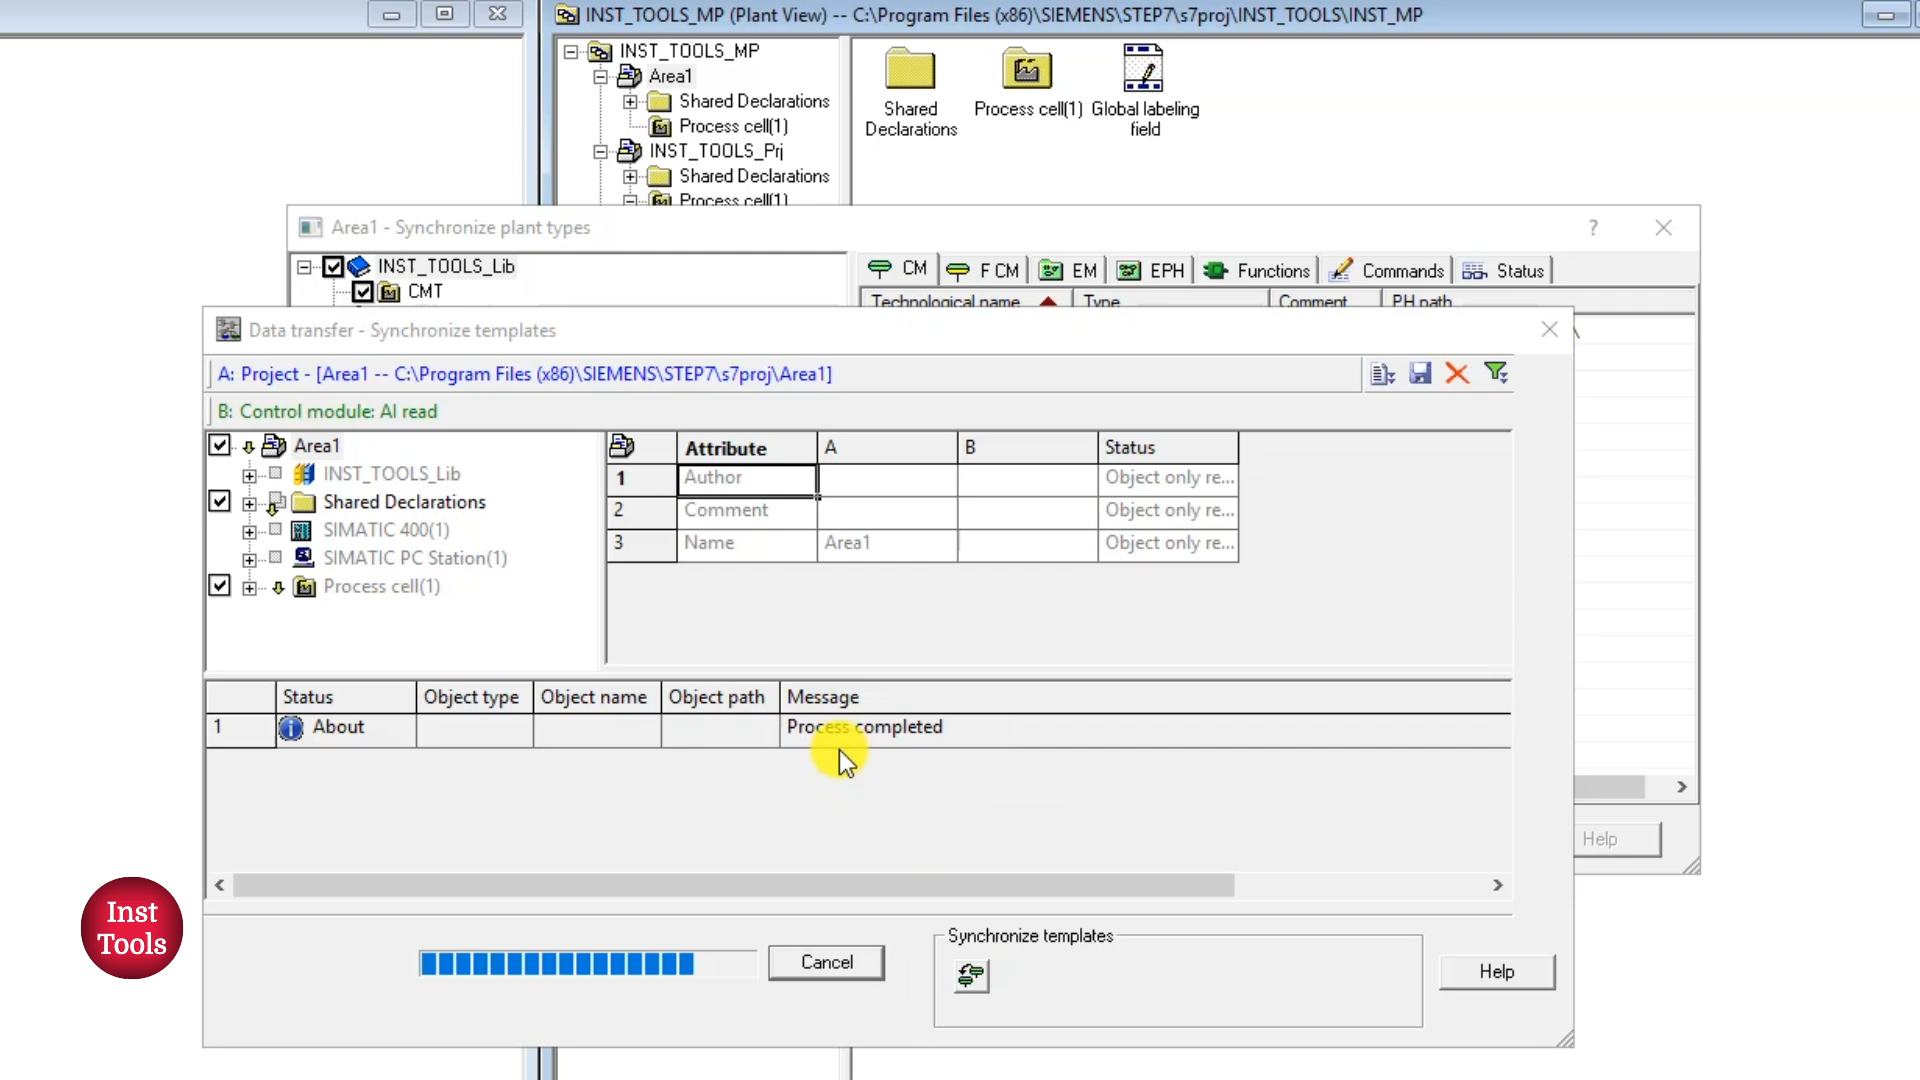 INST_TOOLS_MP (Plant View) -- C:\Program Files (x86)\SIEMENS\STEP7\s7proj\INST_TOOLS\INST_MP
INST_TOOLS_MP
Area1
Shared Declarations
Process cell(1)
INST_TOOLS_Prj
Shared Declarations
Process cell(1)
Shared Declarations
Process cell(1)
Global labeling field
Area1 - Synchronize plant types
?
INST_TOOLS_Lib
CMT
CM
F CM
EM
EPH
Functions
Commands
Status
Technological name
Type
Comment
PH path
Data transfer - Synchronize templates
A: Project - [Area1 -- C:\Program Files (x86)\SIEMENS\STEP7\s7proj\Area1]
B: Control module: AI read
Area1
INST_TOOLS_Lib
Shared Declarations
SIMATIC 400(1)
SIMATIC PC Station(1)
Process cell(1)
Attribute A B Status
1 Author Object only re...
2 Comment Object only re...
3 Name Area1 Object only re...
Status Object type Object name Object path Message
1 About Process completed
Help
Inst
Tools
Cancel
Synchronize templates
Help